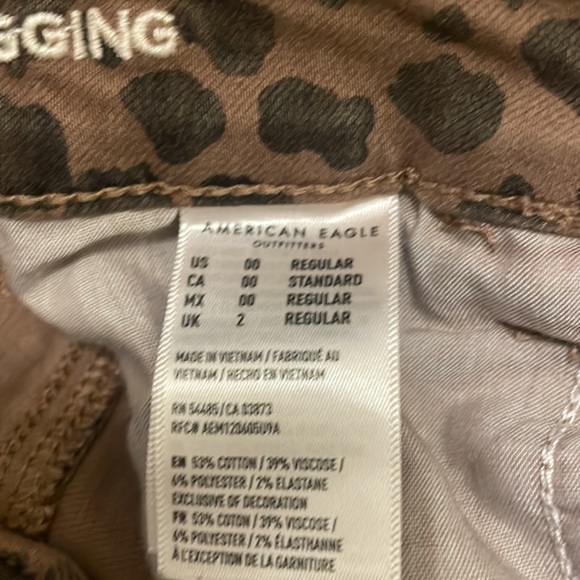 GGING
AMERICAN EAGLE
OUTFITTERS
US 00 REGULAR
CA 00 STANDARD
MX 00 REGULAR
UK 2 REGULAR
MADE IN VIETNAM / FABRIQUÉ AU
VIETNAM / HECHO EN VIETNAM
RN 54485 / CA 03873
RFC# AEM120405U9A
EN 53% COTTON / 39% VISCOSE /
6% POLYESTER / 2% ELASTANE
EXCLUSIVE OF DECORATION
FR 53% COTON / 39% VISCOSE /
6% POLYESTER / 2% ÉLASTHANNE
À L'EXCEPTION DE LA GARNITURE